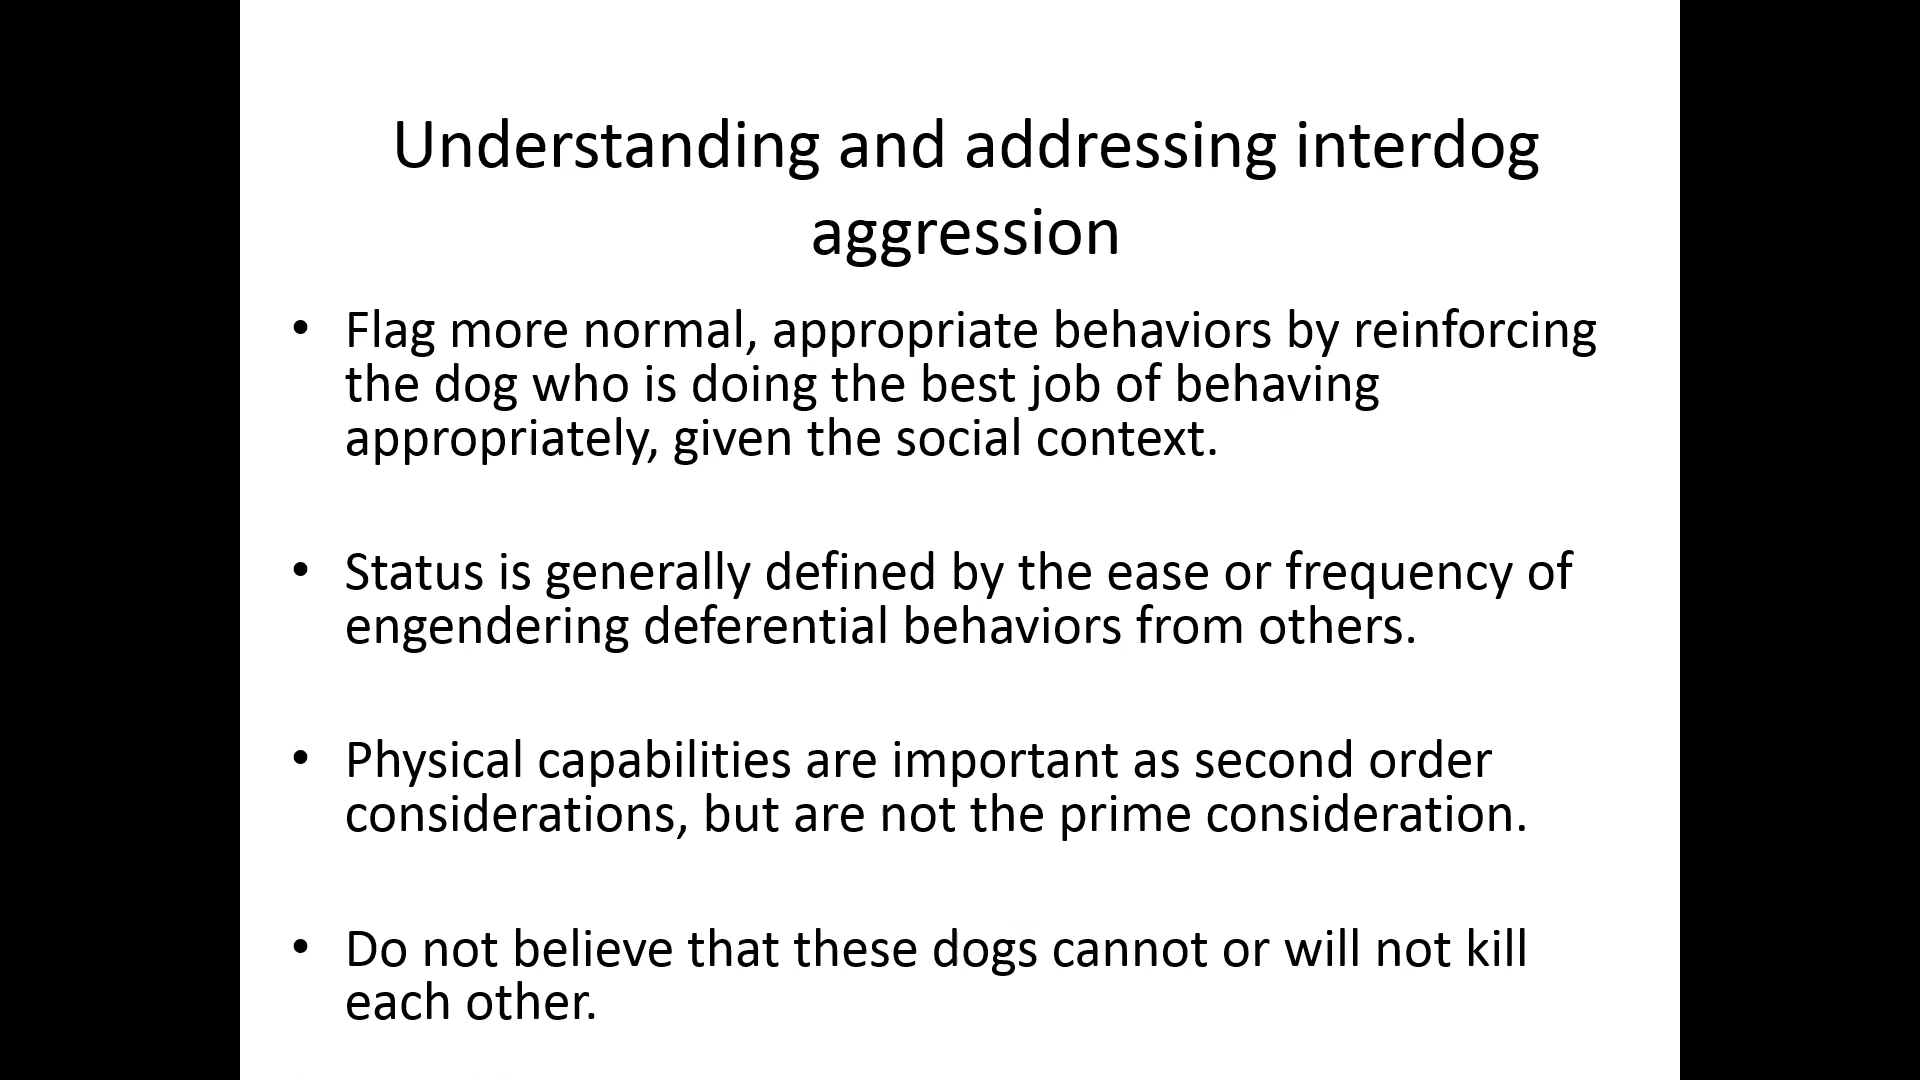 Understanding and addressing interdog
aggression
• Flag more normal, appropriate behaviors by reinforcing
the dog who is doing the best job of behaving
appropriately, given the social context.
• Status is generally defined by the ease or frequency of
engendering deferential behaviors from others.
• Physical capabilities are important as second order
considerations, but are not the prime consideration.
• Do not believe that these dogs cannot or will not kill
each other.